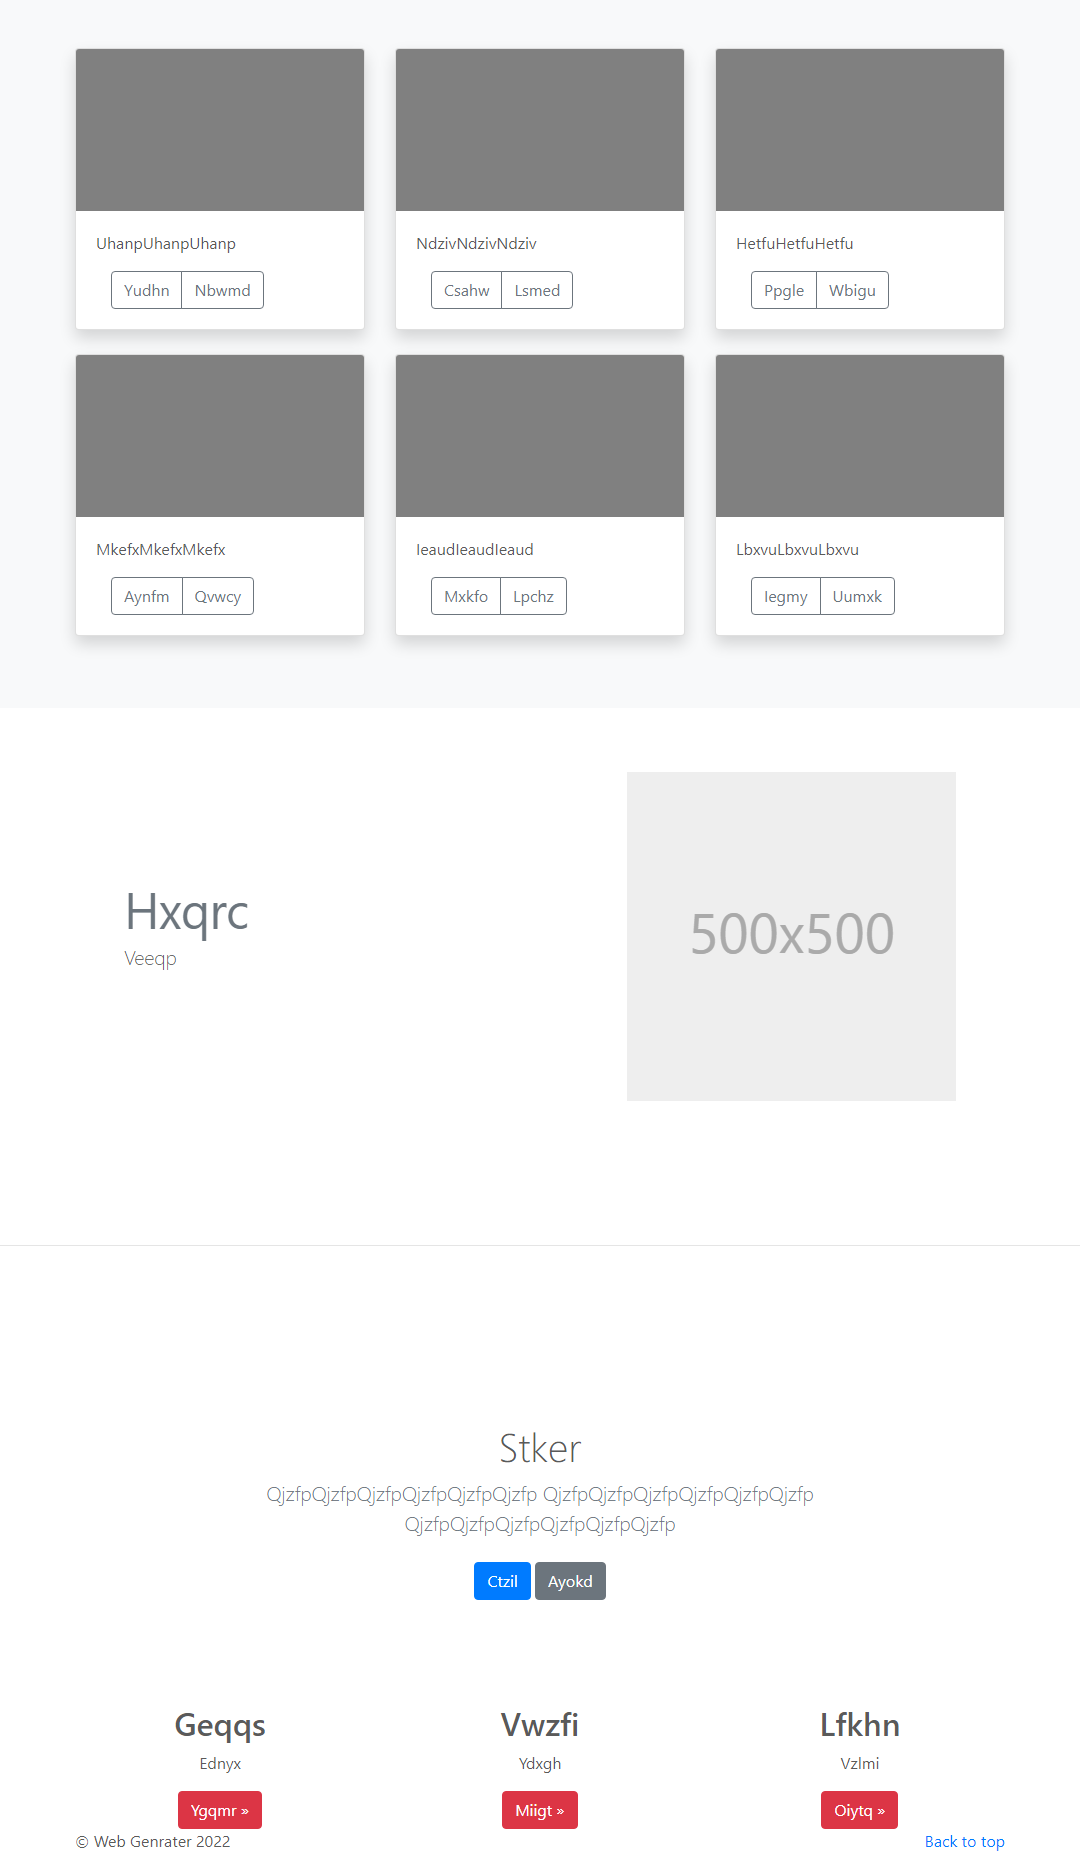 UhanpUhanpUhanp
Yudhn Nbwmd
NdzivNdzivNdziv
Csahw Lsmed
HetfuHetfuHetfu
Ppgle Wbigu
MkefxMkefxMkefx
Aynfm Qvwcy
IeaudIeaudIeaud
Mxkfo Lpchz
LbxvuLbxvuLbxvu
Iegmy Uumxk
Hxqrc
Veeqp
500x500
Stker
QjzfpQjzfpQjzfpQjzfpQjzfpQjzfp QjzfpQjzfpQjzfpQjzfpQjzfpQjzfp
QjzfpQjzfpQjzfpQjzfpQjzfpQjzfp
Ctzil Ayokd
Geqqs
Ednyx
Ygqmr »
Vwzfi
Ydxgh
Miigt »
Lfkhn
Vzlmi
Oiytq »
© Web Genrater 2022
Back to top